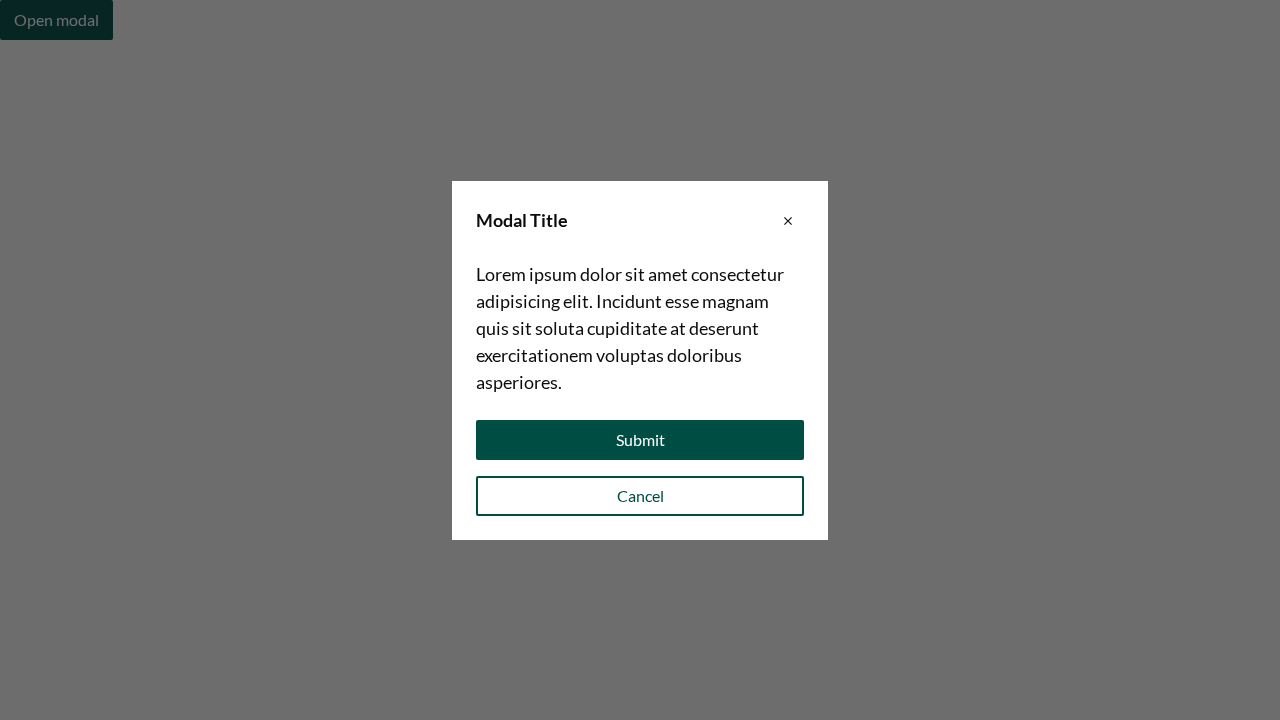 Open modal
Modal Title
×
Lorem ipsum dolor sit amet consectetur
adipisicing elit. Incidunt esse magnam
quis sit soluta cupiditate at deserunt
exercitationem voluptas doloribus
asperiores.
Submit
Cancel